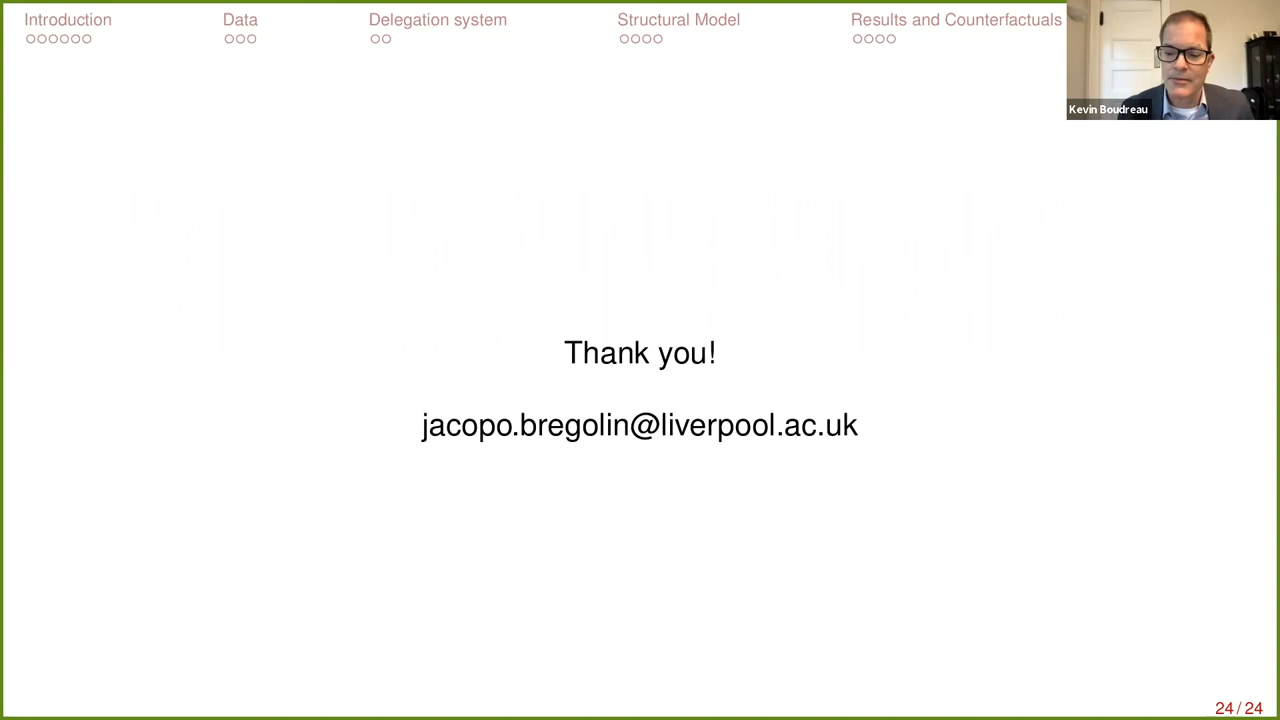 Introduction
Data
Delegation system
Structural Model
Results and Counterfactuals
Kevin Boudreau
Thank you!
jacopo.bregolin@liverpool.ac.uk
24 / 24